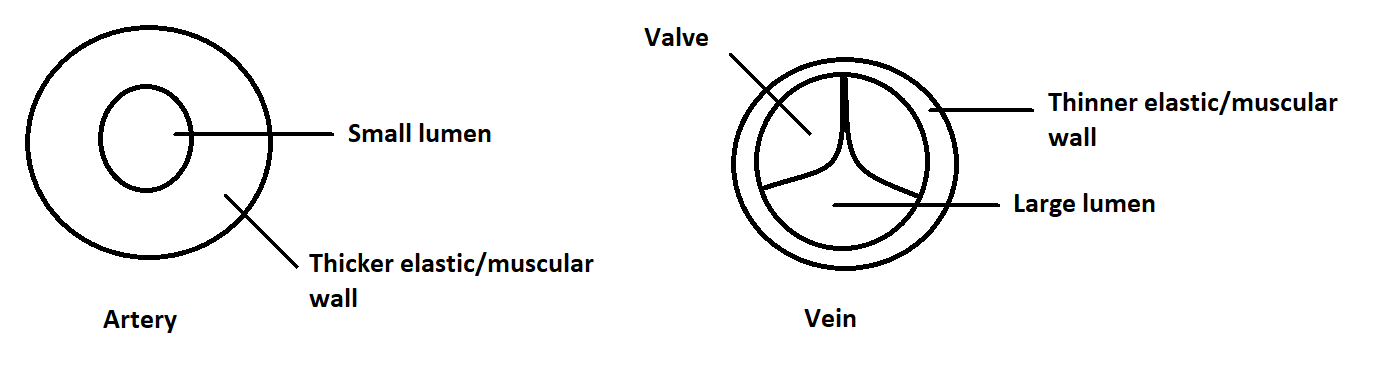 Small lumen
Thicker elastic/muscular
wall
Artery
Valve
Thinner elastic/muscular
wall
Large lumen
Vein